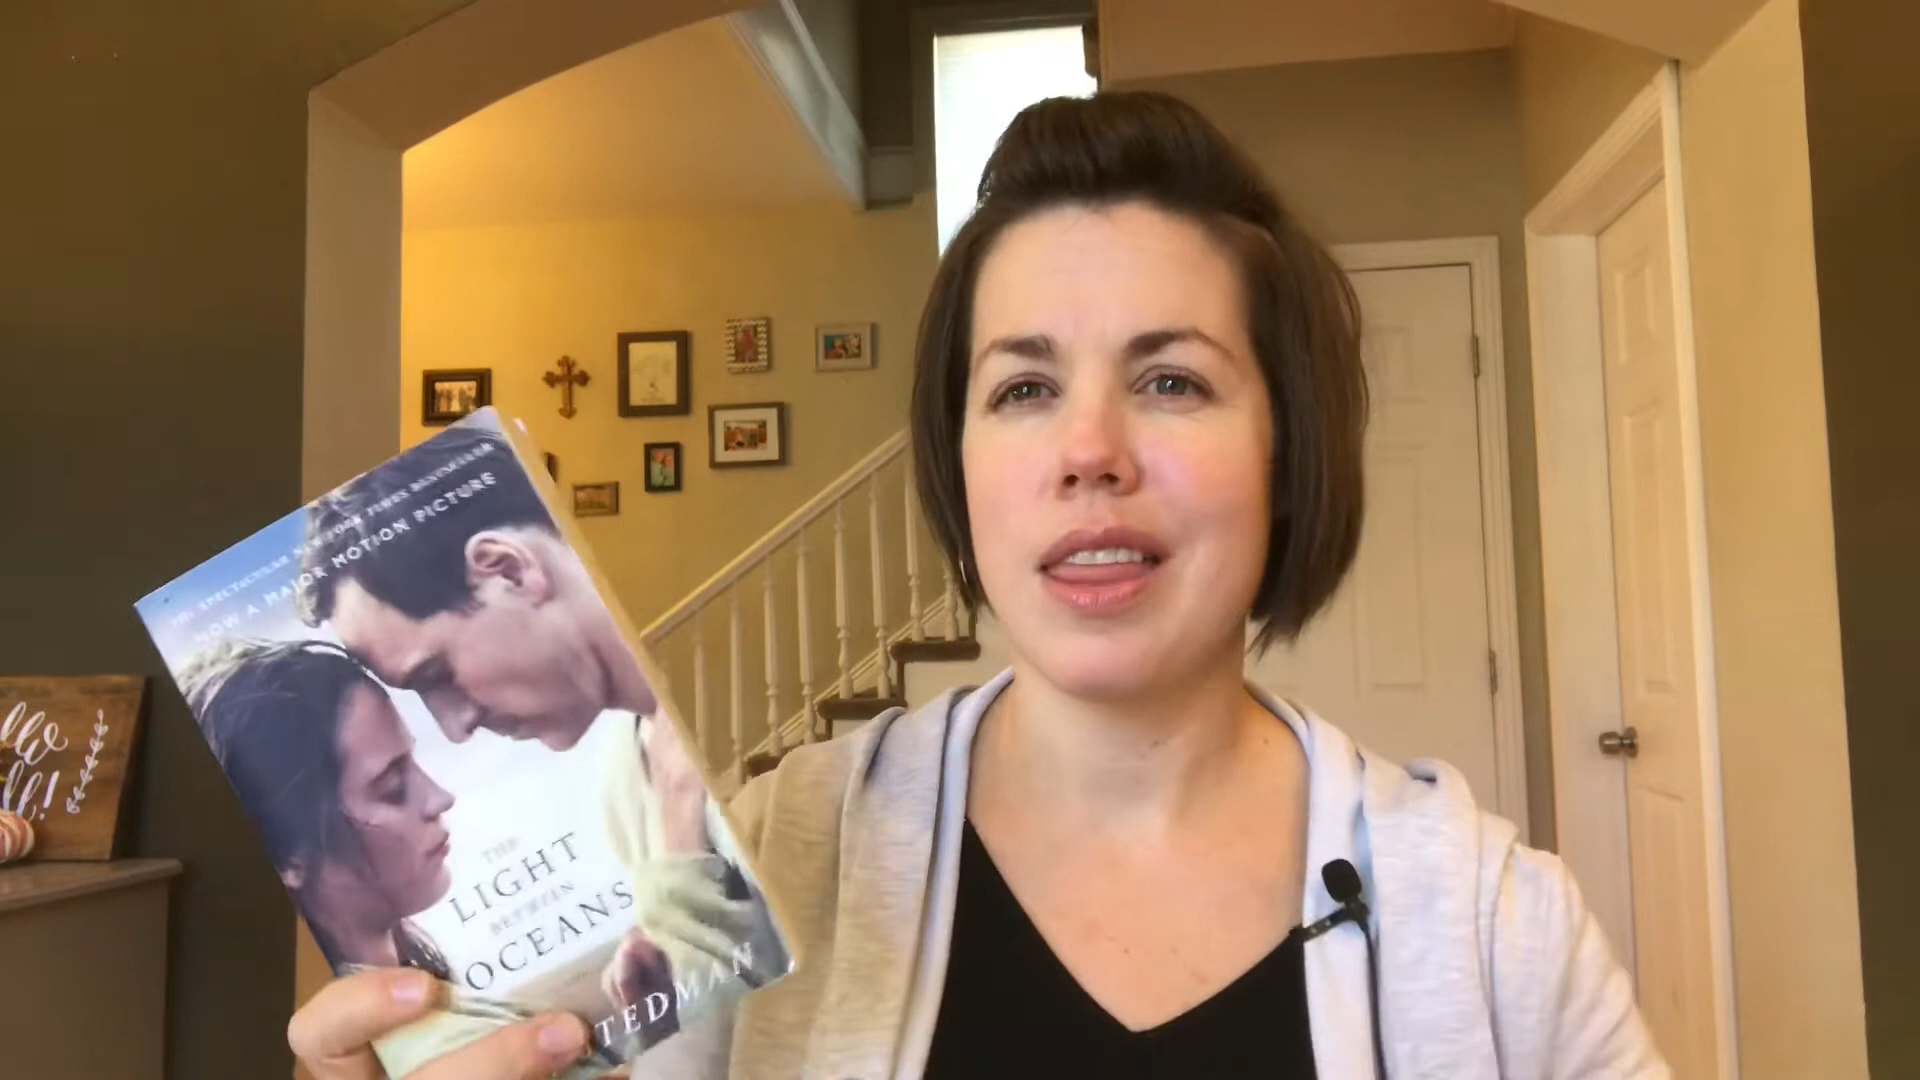 THE SPECTACULAR NEW YORK TIMES BESTSELLER
NOW A MAJOR MOTION PICTURE
THE
LIGHT
BETWEEN
OCEANS
TEDMAN